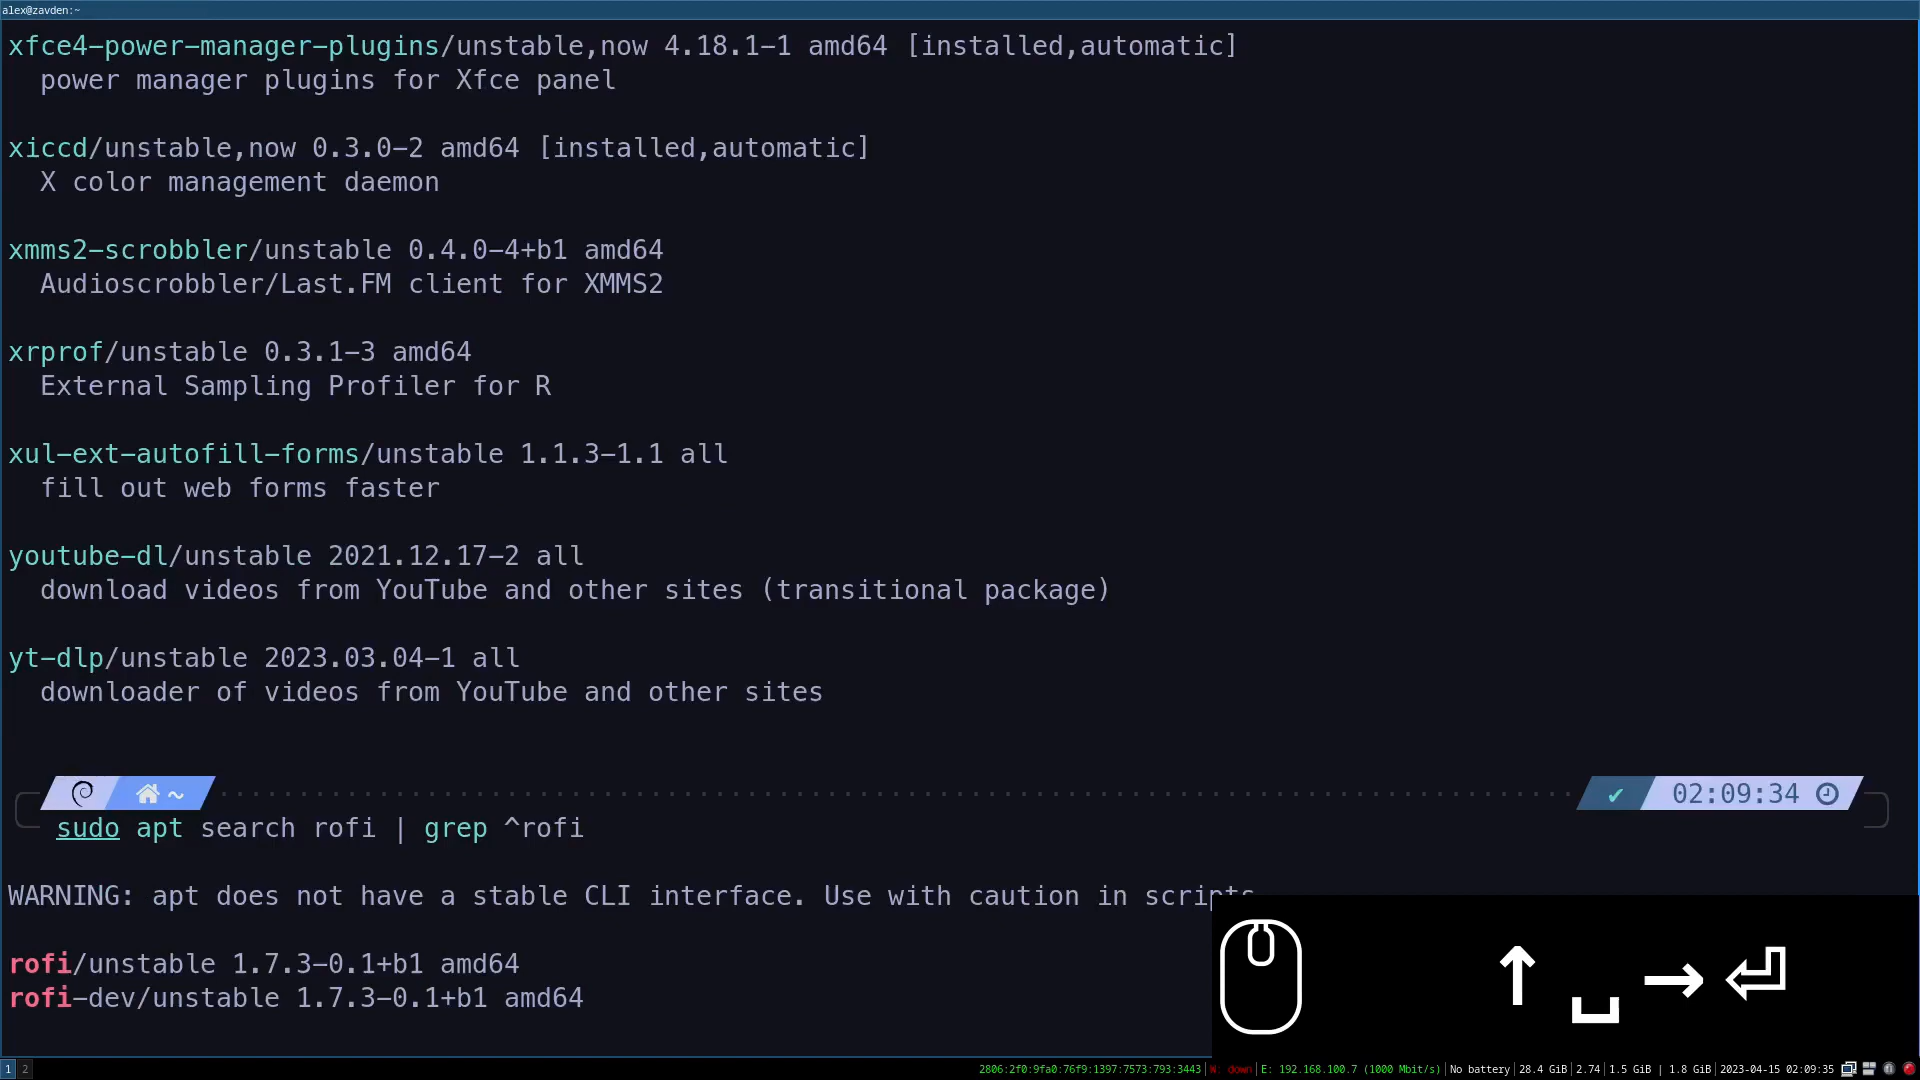 alex@zavden:~
xfce4-power-manager-plugins/unstable,now 4.18.1-1 amd64 [installed,automatic]
power manager plugins for Xfce panel
xiccd/unstable,now 0.3.0-2 amd64 [installed,automatic]
X color management daemon
xmms2-scrobbler/unstable 0.4.0-4+b1 amd64
Audioscrobbler/Last.FM client for XMMS2
xrprof/unstable 0.3.1-3 amd64
External Sampling Profiler for R
xul-ext-autofill-forms/unstable 1.1.3-1.1 all
fill out web forms faster
youtube-dl/unstable 2021.12.17-2 all
download videos from YouTube and other sites (transitional package)
yt-dlp/unstable 2023.03.04-1 all
downloader of videos from YouTube and other sites
~ 02:09:34
sudo apt search rofi | grep ^rofi
WARNING: apt does not have a stable CLI interface. Use with caution in scripts
rofi/unstable 1.7.3-0.1+b1 amd64
rofi-dev/unstable 1.7.3-0.1+b1 amd64
1 2 2806:2f0:9fa0:76f9:1397:7573:793:3443 | W: down | E: 192.168.100.7 (1000 Mbit/s) | No battery | 28.4 GiB | 2.74 | 1.5 GiB | 1.8 GiB | 2023-04-15 02:09:35